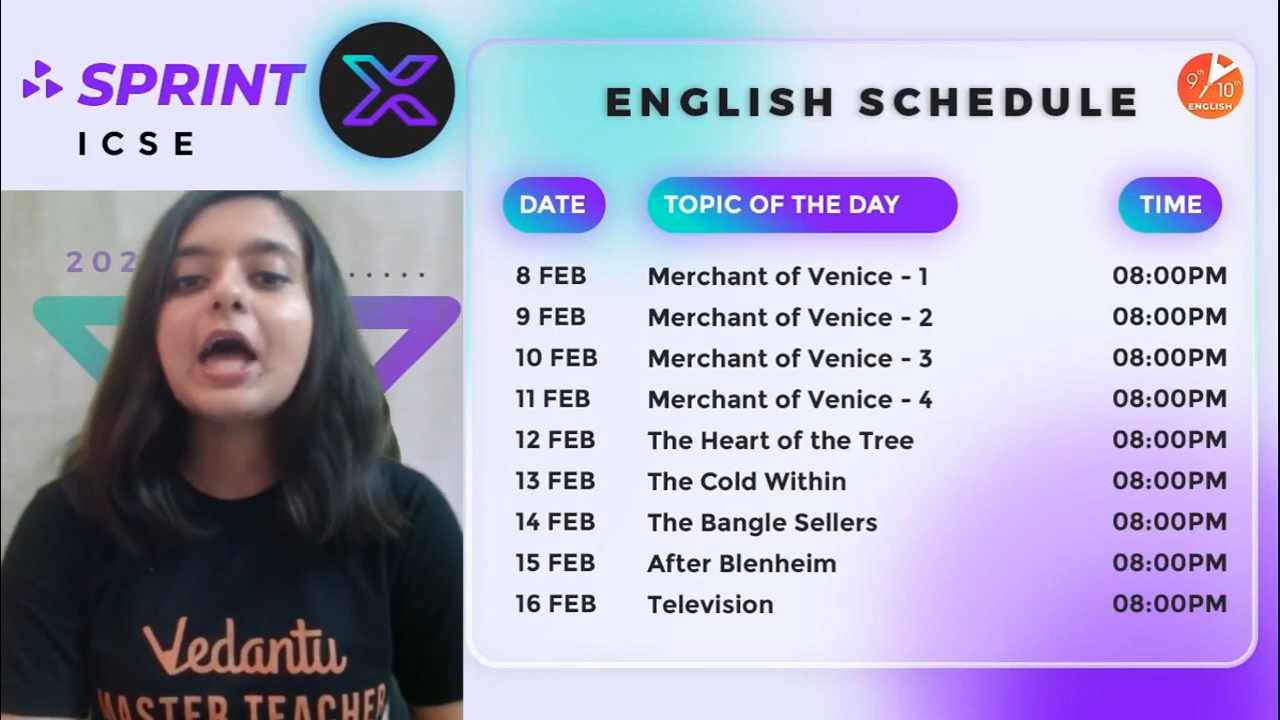 SPRINT X
ICSE
202 .....
Vedantu
MASTER TEACHER
ENGLISH SCHEDULE
9th 10th
ENGLISH
DATE TOPIC OF THE DAY TIME
8 FEB Merchant of Venice - 1 08:00PM
9 FEB Merchant of Venice - 2 08:00PM
10 FEB Merchant of Venice - 3 08:00PM
11 FEB Merchant of Venice - 4 08:00PM
12 FEB The Heart of the Tree 08:00PM
13 FEB The Cold Within 08:00PM
14 FEB The Bangle Sellers 08:00PM
15 FEB After Blenheim 08:00PM
16 FEB Television 08:00PM